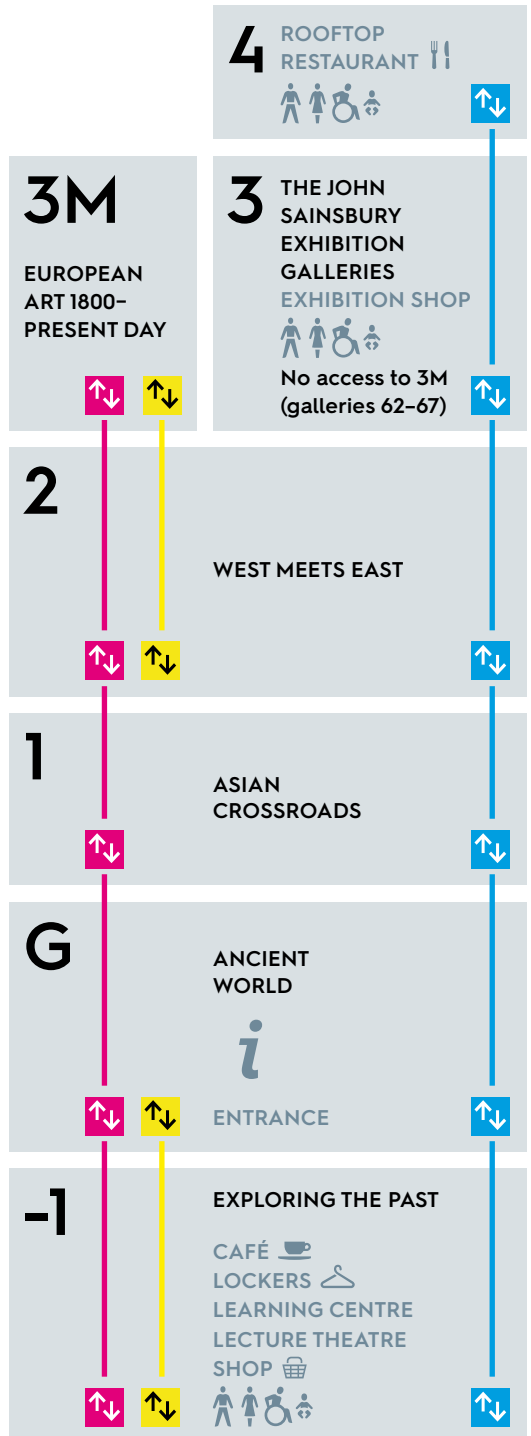 4 ROOFTOP
RESTAURANT
3M
EUROPEAN
ART 1800–
PRESENT DAY
3 THE JOHN
SAINSBURY
EXHIBITION
GALLERIES
EXHIBITION SHOP
No access to 3M
(galleries 62–67)
2
WEST MEETS EAST
1
ASIAN
CROSSROADS
G
ANCIENT
WORLD
i
ENTRANCE
-1
EXPLORING THE PAST
CAFÉ
LOCKERS
LEARNING CENTRE
LECTURE THEATRE
SHOP